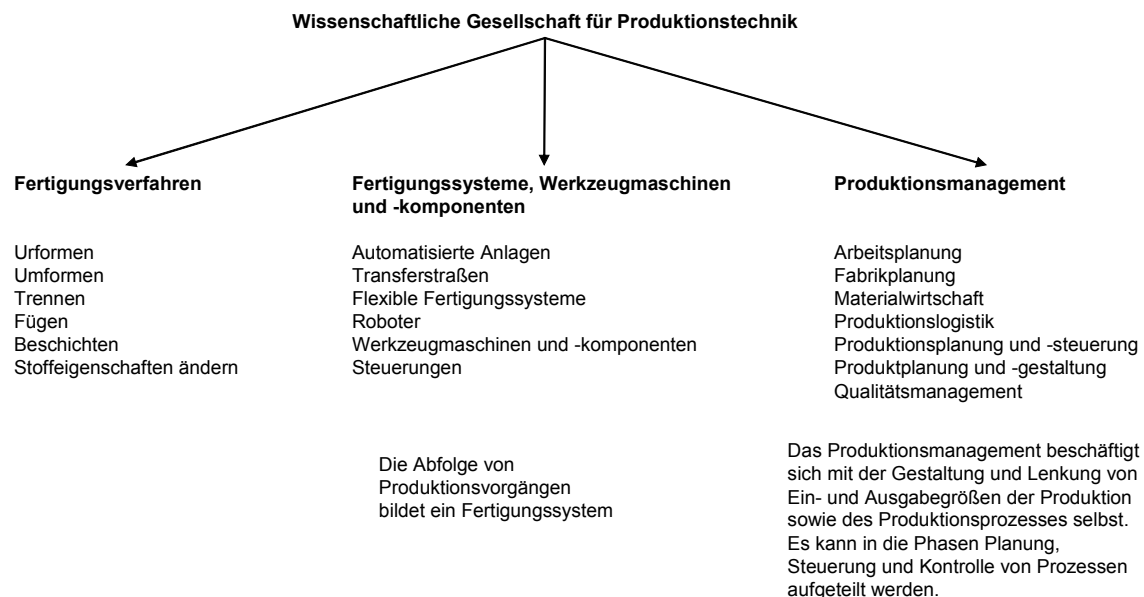 Wissenschaftliche Gesellschaft für Produktionstechnik
Fertigungsverfahren
Urformen
Umformen
Trennen
Fügen
Beschichten
Stoffeigenschaften ändern
Fertigungssysteme, Werkzeugmaschinen
und -komponenten
Automatisierte Anlagen
Transferstraßen
Flexible Fertigungssysteme
Roboter
Werkzeugmaschinen und -komponenten
Steuerungen
Die Abfolge von
Produktionsvorgängen
bildet ein Fertigungssystem
Produktionsmanagement
Arbeitsplanung
Fabrikplanung
Materialwirtschaft
Produktionslogistik
Produktionsplanung und -steuerung
Produktplanung und -gestaltung
Qualitätsmanagement
Das Produktionsmanagement beschäftigt
sich mit der Gestaltung und Lenkung von
Ein- und Ausgabegrößen der Produktion
sowie des Produktionsprozesses selbst.
Es kann in die Phasen Planung,
Steuerung und Kontrolle von Prozessen
aufgeteilt werden.